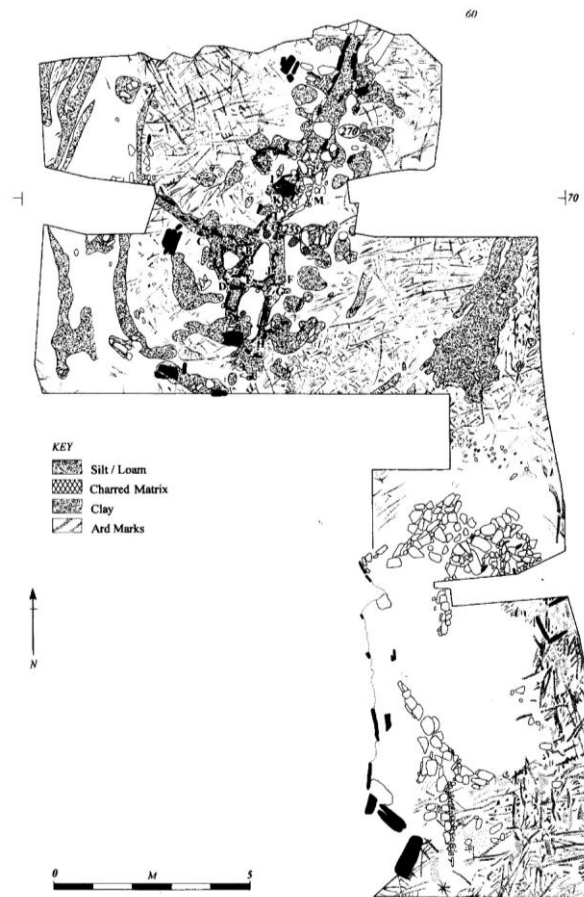 60
270
70
I
K
M
C
D
F
KEY
Silt / Loam
Charred Matrix
Clay
Ard Marks
N
0 M 5